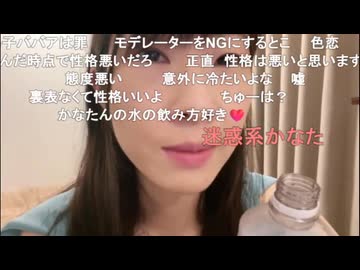 子ババアは罪 モデレーターをNGにするとこ 色恋
んだ時点で性格悪いだろ 正直 性格は悪いと思います
態度悪い 意外に冷たいよな 嘘
裏表なくて性格いいよ ちゅーは？
かなたんの水の飲み方好き❤
迷惑系かなた